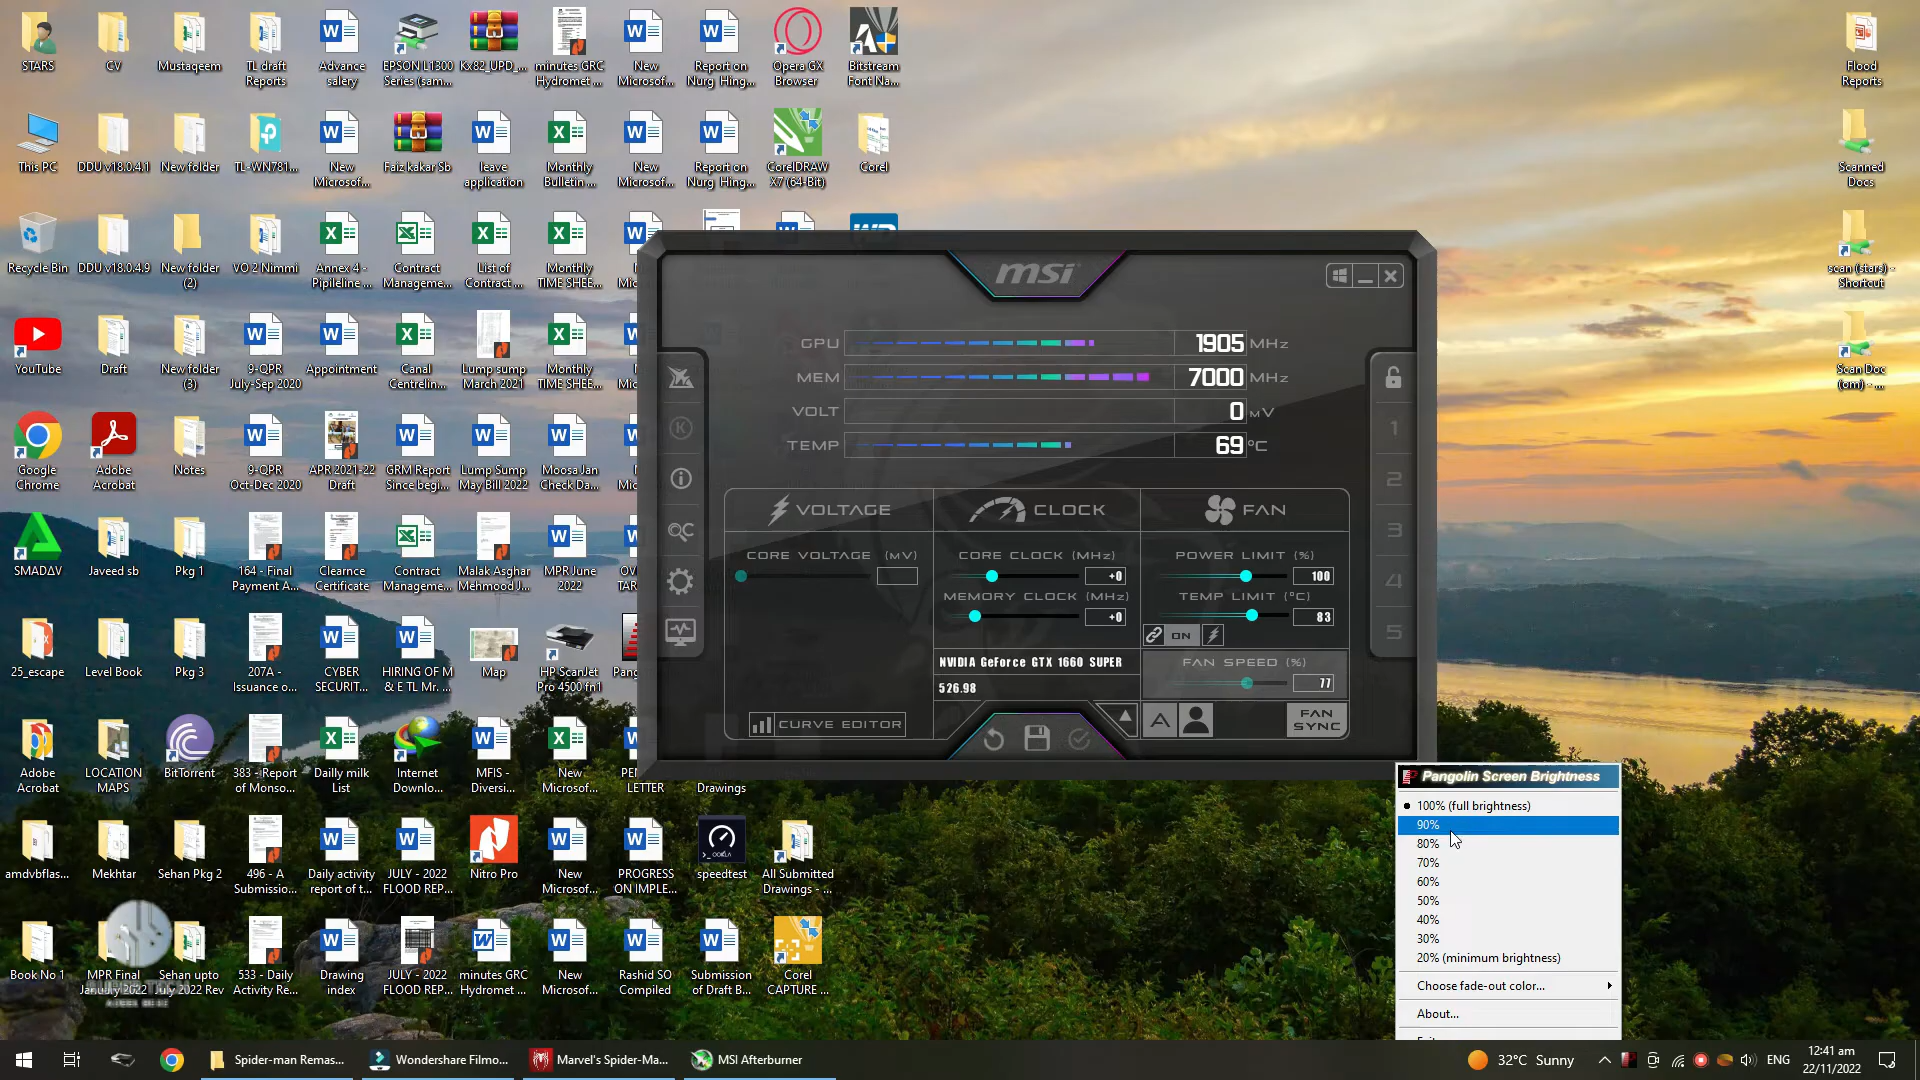 STARS
CV
Mustaqeem
TL draft
Reports
Advance
salery
EPSON L1300
Series (sam...
Kx82_UPD_...
minutes GRC
Hydromet ...
New
Microsof...
Report on
Nurg_Hing...
Opera GX
Browser
Bitstream
Font Na...
Flood
Reports
This PC
DDU v18.0.4.1
New folder
TL-WN781...
New
Microsof...
Faiz kakar Sb
leave
application
Monthly
Bulletin ...
New
Microsof...
Report on
Nurg_Hing...
CorelDRAW
X7 (64-Bit)
Corel
Scanned
Docs
Recycle Bin
DDU v18.0.4.9
New folder
(2)
VO 2 Nimmi
Annex 4 -
Pipileline ...
Contract
Manageme...
List of
Contract ...
Monthly
TIME SHEE...
scan (stars) -
Shortcut
YouTube
Draft
New folder
(3)
9-QPR
July-Sep 2020
Appointment
Canal
Centrelin...
Lump sump
March 2021
Monthly
TIME SHEE...
Scan Doc
(om) - ...
Google
Chrome
Adobe
Acrobat
Notes
9-QPR
Oct-Dec 2020
APR 2021-22
Draft
GRM Report
Since begi...
Lump Sump
May Bill 2022
Moosa Jan
Check Da...
SMADΔV
Javeed sb
Pkg 1
164 - Final
Payment A...
Clearnce
Certificate
Contract
Manageme...
Malak Asghar
Mehmood J...
MPR June
2022
25_escape
Level Book
Pkg 3
207A -
Issuance o...
CYBER
SECURIT...
HIRING OF M
& E TL Mr. ...
Map
HP ScanJet
Pro 4500 fn1
Adobe
Acrobat
LOCATION
MAPS
BitTorrent
383 - Report
of Monso...
Dailly milk
List
Internet
Downlo...
MFIS -
Diversi...
New
Microsof...
LETTER
Drawings
amdvbflas...
Mekhtar
Sehan Pkg 2
496 - A
Submissio...
Daily activity
report of t...
JULY - 2022
FLOOD REP...
Nitro Pro
New
Microsof...
PROGRESS
ON IMPLE...
speedtest
All Submitted
Drawings - ...
Book No 1
MPR Final
January 2022
Sehan upto
July 2022 Rev
533 - Daily
Activity Re...
Drawing
index
JULY - 2022
FLOOD REP...
minutes GRC
Hydromet ...
New
Microsof...
Rashid SO
Compiled
Submission
of Draft B...
Corel
CAPTURE ...
msi
GPU 1905 MHz
MEM 7000 MHz
VOLT 0 mV
TEMP 69 °C
VOLTAGE
CLOCK
FAN
CORE VOLTAGE (MV)
CORE CLOCK (MHz)
+0
MEMORY CLOCK (MHz)
+0
POWER LIMIT (%)
100
TEMP LIMIT (°C)
83
ON
NVIDIA GeForce GTX 1660 SUPER
526.98
FAN SPEED (%)
77
CURVE EDITOR
A
FAN
SYNC
K
OC
1
2
3
4
5
Pangolin Screen Brightness
100% (full brightness)
90%
80%
70%
60%
50%
40%
30%
20% (minimum brightness)
Choose fade-out color...
About...
Spider-man Remas...
Wondershare Filmo...
Marvel's Spider-Ma...
MSI Afterburner
32°C Sunny
ENG
12:41 am
22/11/2022